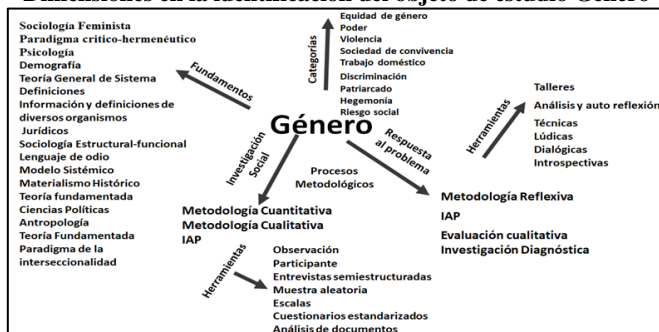 Dimensiones en la identificación del objeto de estudio Género
Sociología Feminista
Paradigma critico-hermenéutico
Psicología
Demografía
Teoría General de Sistema
Definiciones
Información y definiciones de
diversos organismos
Jurídicos
Sociología Estructural-funcional
Lenguaje de odio
Modelo Sistémico
Materialismo Histórico
Teoría fundamentada
Ciencias Políticas
Antropología
Teoría Fundamentada
Paradigma de la
interseccionalidad
Fundamentos
Categorías
Equidad de género
Poder
Violencia
Sociedad de convivencia
Trabajo doméstico
Discriminación
Patriarcado
Hegemonía
Riesgo social
Género
Investigación
Social
Procesos
Metodológicos
Respuesta
al problema
Metodología Cuantitativa
Metodología Cualitativa
IAP
Herramientas
Observación
Participante
Entrevistas semiestructuradas
Muestra aleatoria
Escalas
Cuestionarios estandarizados
Análisis de documentos
Metodología Reflexiva
IAP
Evaluación cualitativa
Investigación Diagnóstica
Herramientas
Talleres
Análisis y auto reflexión
Técnicas
Lúdicas
Dialógicas
Introspectivas